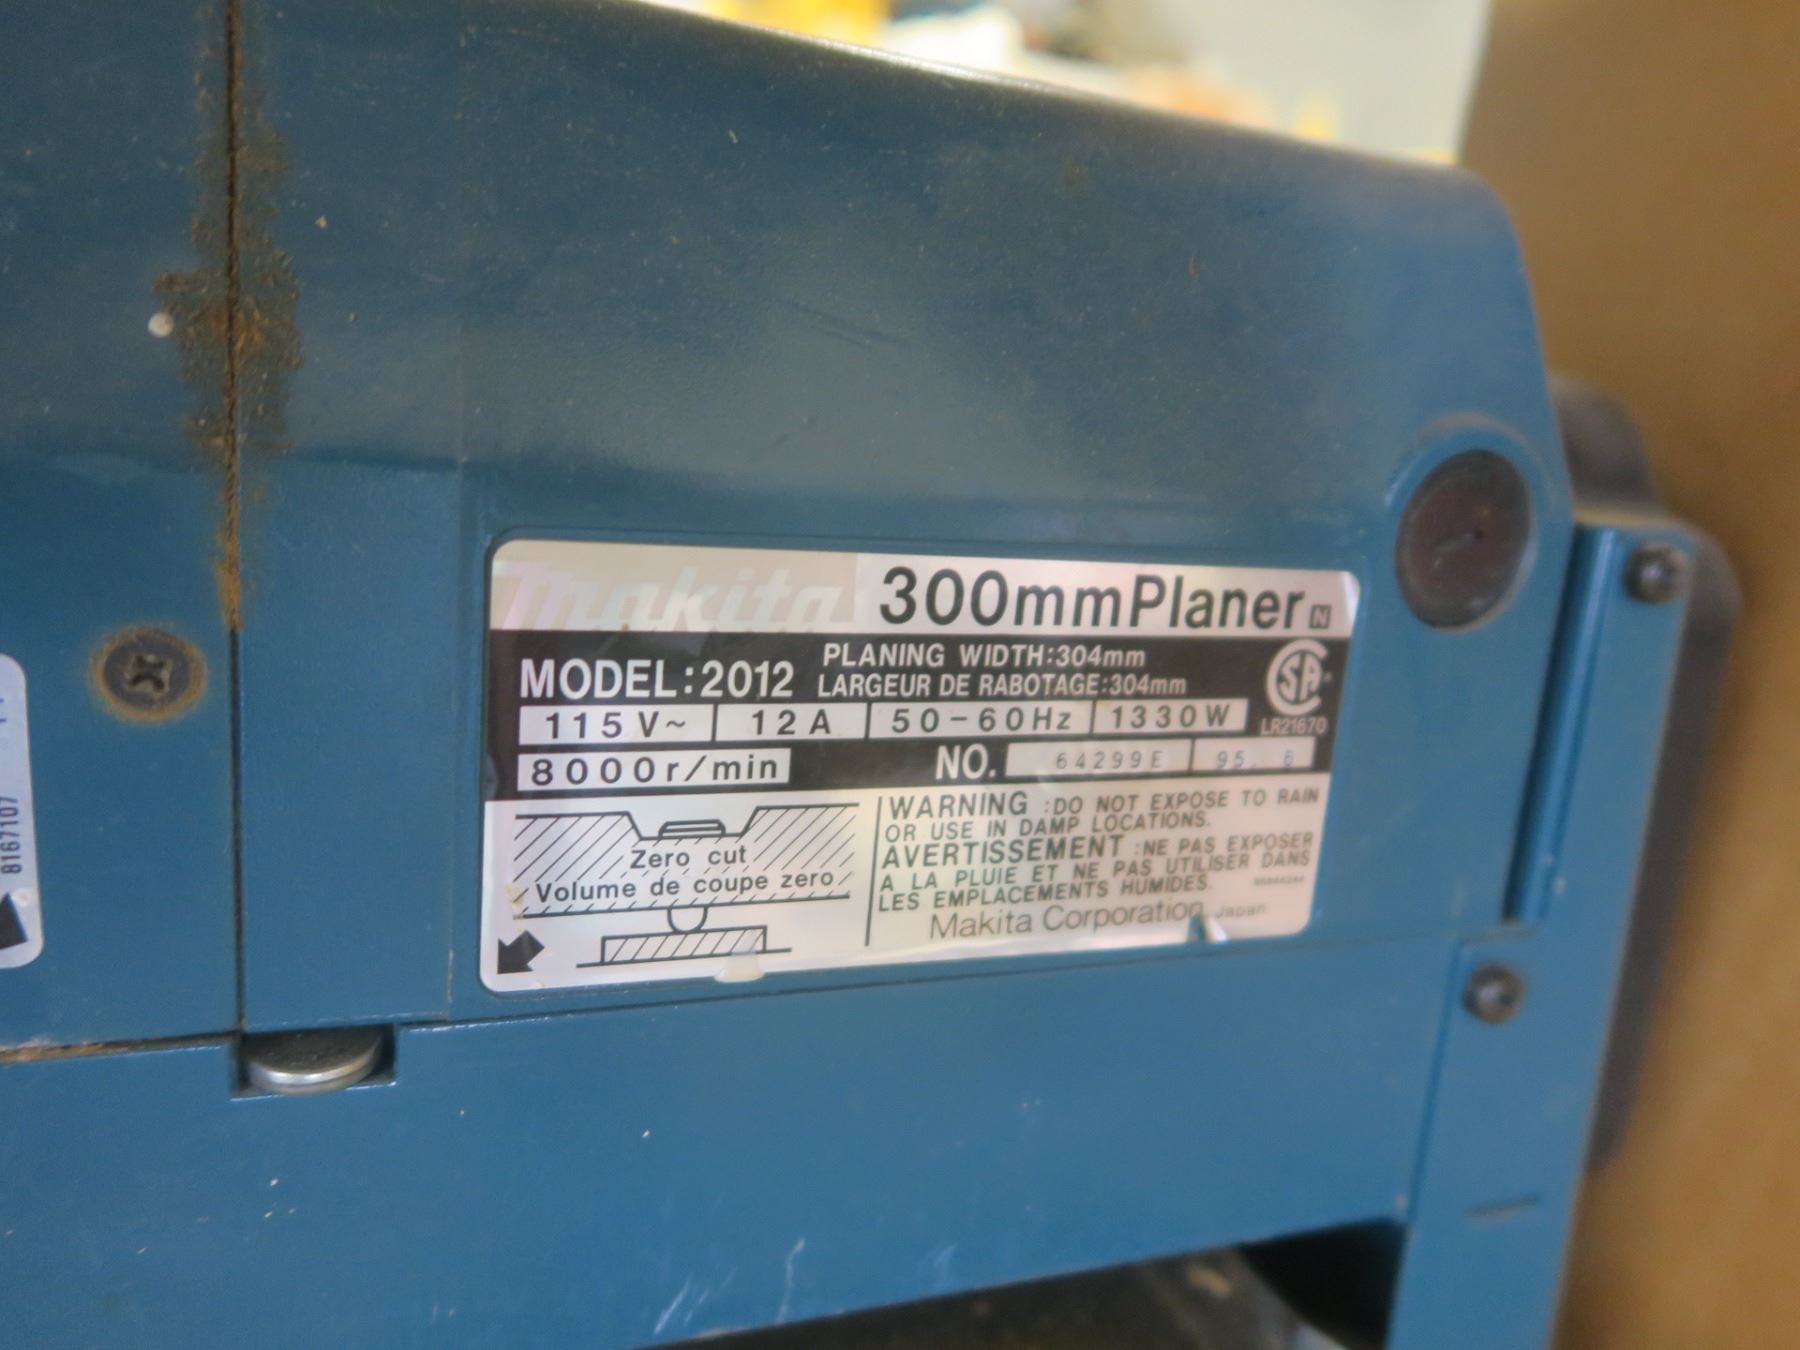 makita 300mmPlaner N
MODEL:2012 PLANING WIDTH:304mm
LARGEUR DE RABOTAGE:304mm
115V~ 12A 50-60Hz 1330W
LR21670
8000r/min NO. 64299E 95. 6
Zero cut
Volume de coupe zero
WARNING :DO NOT EXPOSE TO RAIN
OR USE IN DAMP LOCATIONS.
AVERTISSEMENT :NE PAS EXPOSER
A LA PLUIE ET NE PAS UTILISER DANS
LES EMPLACEMENTS HUMIDES.
Makita Corporation Japan
8167107